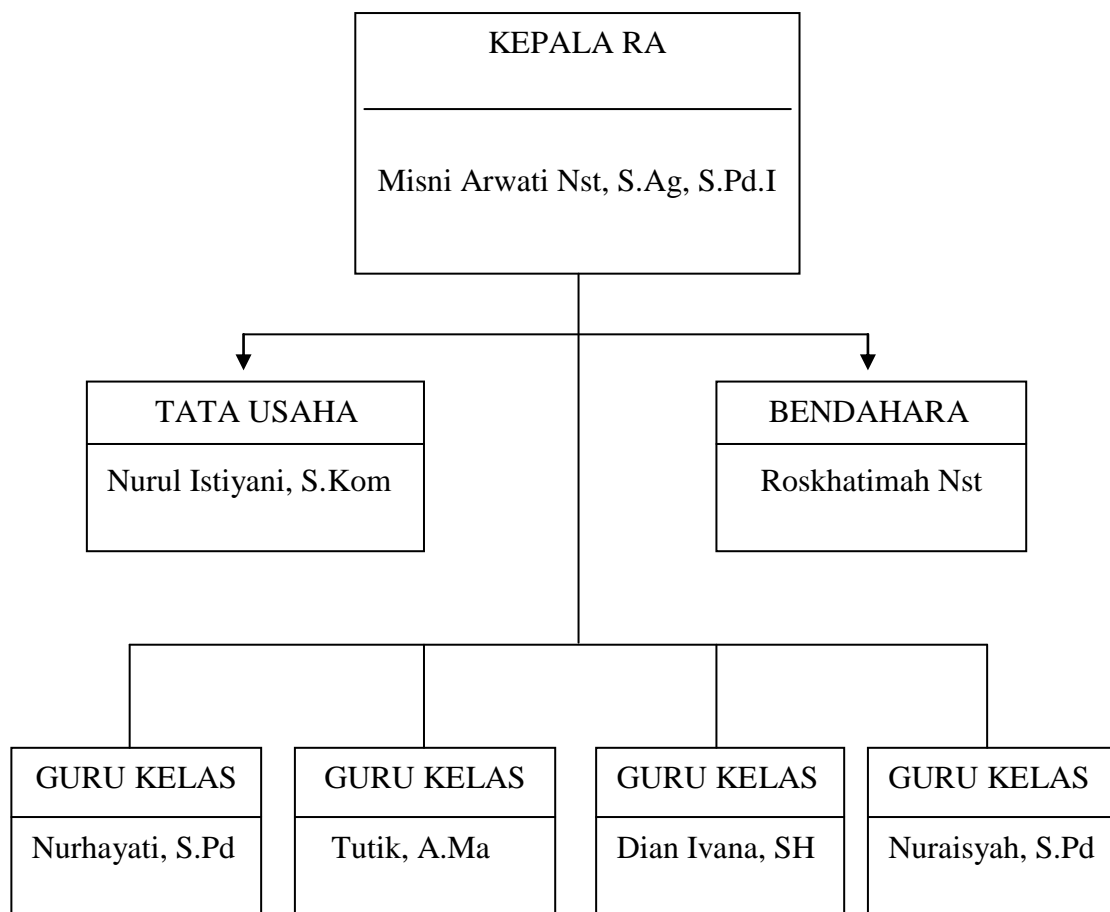 KEPALA RA
Misni Arwati Nst, S.Ag, S.Pd.I
TATA USAHA
Nurul Istiyani, S.Kom
BENDAHARA
Roskhatimah Nst
GURU KELAS
Nurhayati, S.Pd
GURU KELAS
Tutik, A.Ma
GURU KELAS
Dian Ivana, SH
GURU KELAS
Nuraisyah, S.Pd